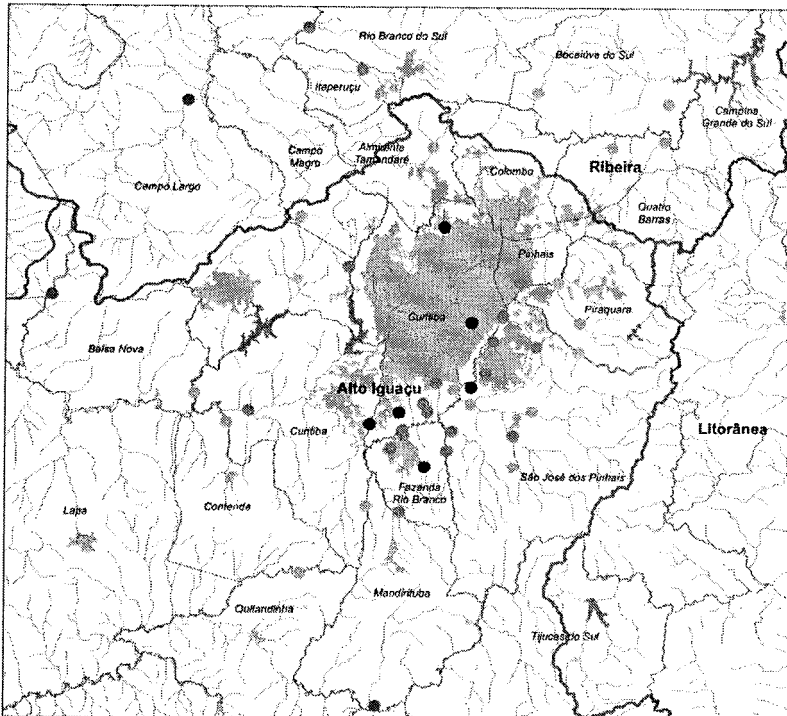 Rio Branco do Sul
Bocaiúva do Sul
Itaperuçu
Campina
Grande do Sul
Campo
Magro
Almirante
Tamandaré
Colombo
Ribeira
Campo Largo
Quatro
Barras
Pinhais
Curitiba
Piraquara
Balsa Nova
Alto Iguaçu
Curitiba
Litorânea
Fazenda
Rio Branco
São José dos Pinhais
Lapa
Contenda
Mandirituba
Quitandinha
Tijucas do Sul